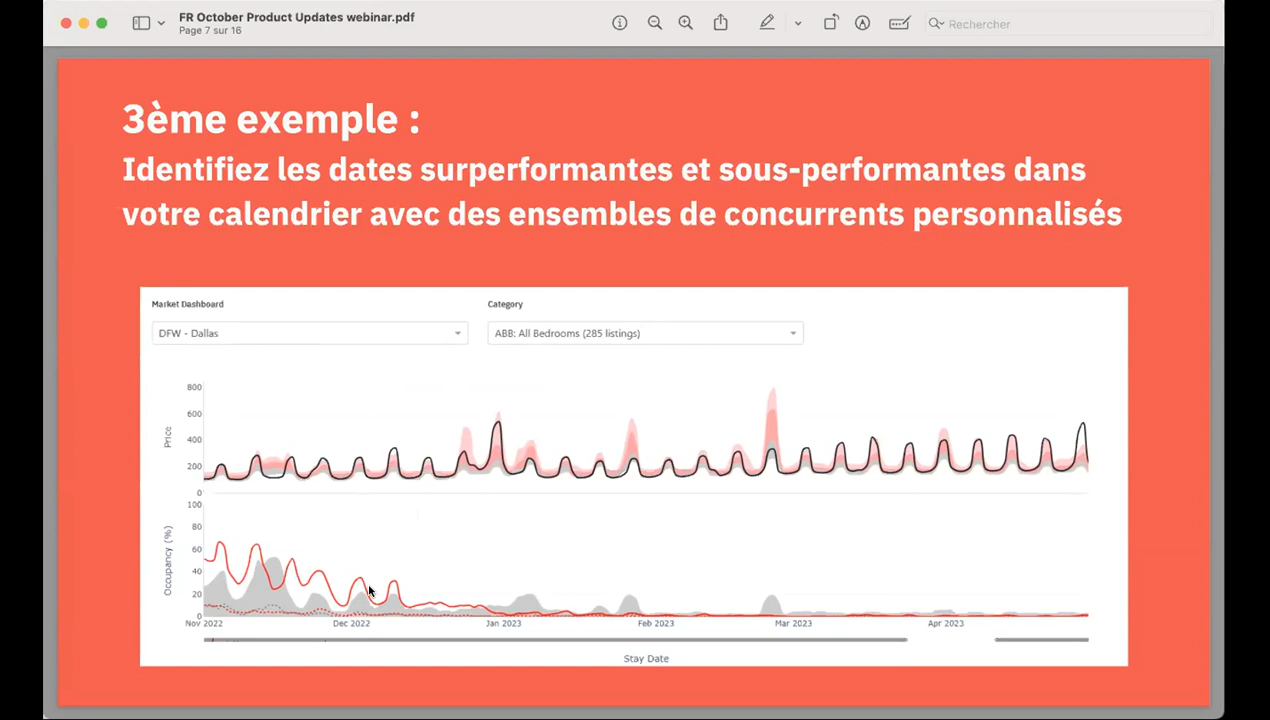 FR October Product Updates webinar.pdf
Page 7 sur 16
Rechercher
3ème exemple :
Identifiez les dates surperformantes et sous-performantes dans
votre calendrier avec des ensembles de concurrents personnalisés
Market Dashboard
Category
DFW - Dallas
ABB: All Bedrooms (285 listings)
Price
800
600
400
200
0
Occupancy (%)
100
80
60
40
20
0
Nov 2022
Dec 2022
Jan 2023
Feb 2023
Mar 2023
Apr 2023
Stay Date